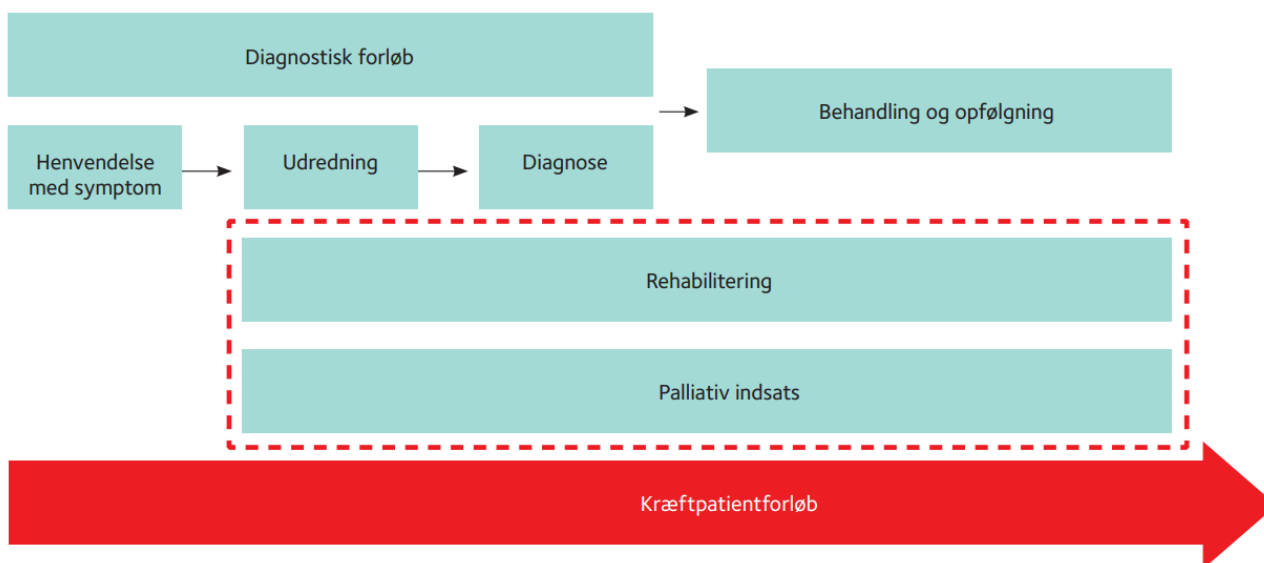 Diagnostisk forløb
Behandling og opfølgning
Henvendelse
med symptom
Udredning
Diagnose
Rehabilitering
Palliativ indsats
Kræftpatientforløb